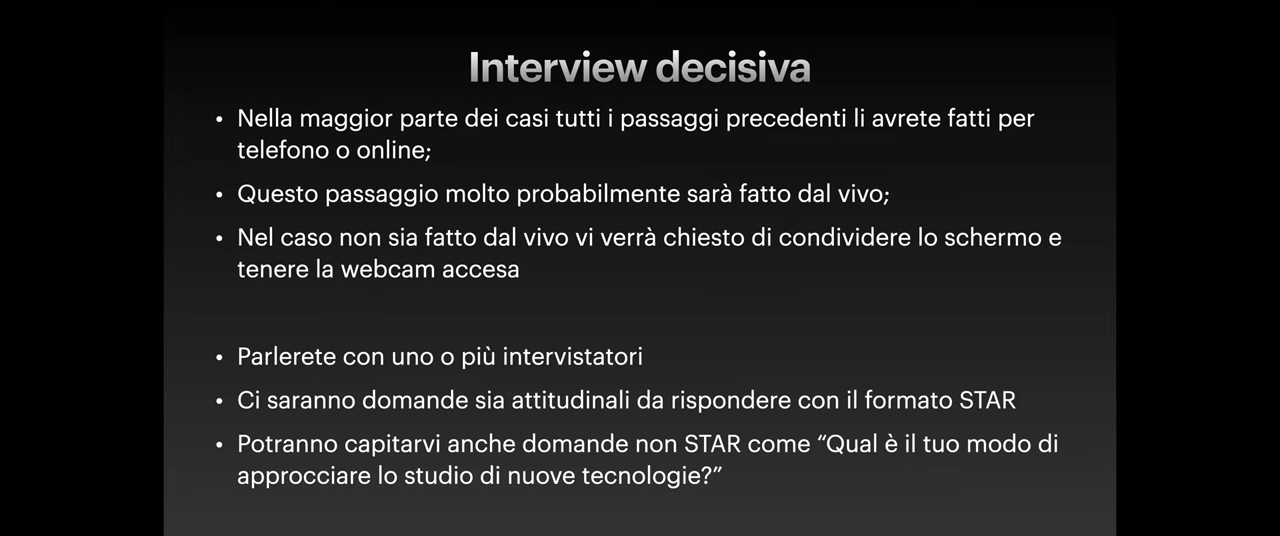 Interview decisiva
• Nella maggior parte dei casi tutti i passaggi precedenti li avrete fatti per
telefono o online;
• Questo passaggio molto probabilmente sarà fatto dal vivo;
• Nel caso non sia fatto dal vivo vi verrà chiesto di condividere lo schermo e
tenere la webcam accesa
• Parlerete con uno o più intervistatori
• Ci saranno domande sia attitudinali da rispondere con il formato STAR
• Potranno capitarvi anche domande non STAR come “Qual è il tuo modo di
approcciare lo studio di nuove tecnologie?”